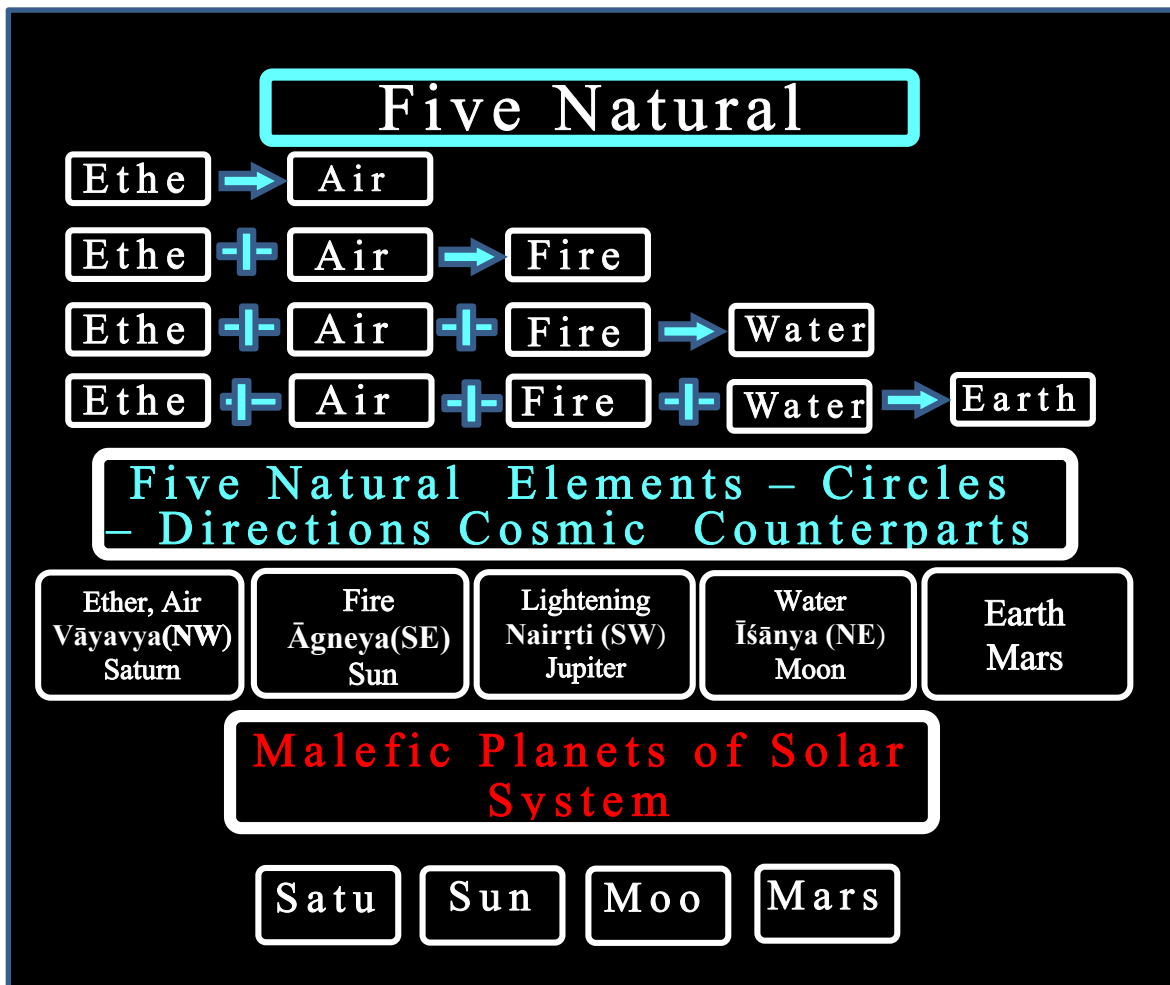 Five Natural
Ethe Air
Ethe Air Fire
Ethe Air Fire Water
Ethe Air Fire Water Earth
Five Natural Elements – Circles
– Directions Cosmic Counterparts
Ether, Air
Vāyavya(NW)
Saturn
Fire
Āgneya(SE)
Sun
Lightening
Nairṛti (SW)
Jupiter
Water
Īśānya (NE)
Moon
Earth
Mars
Malefic Planets of Solar
System
Satu Sun Moo Mars